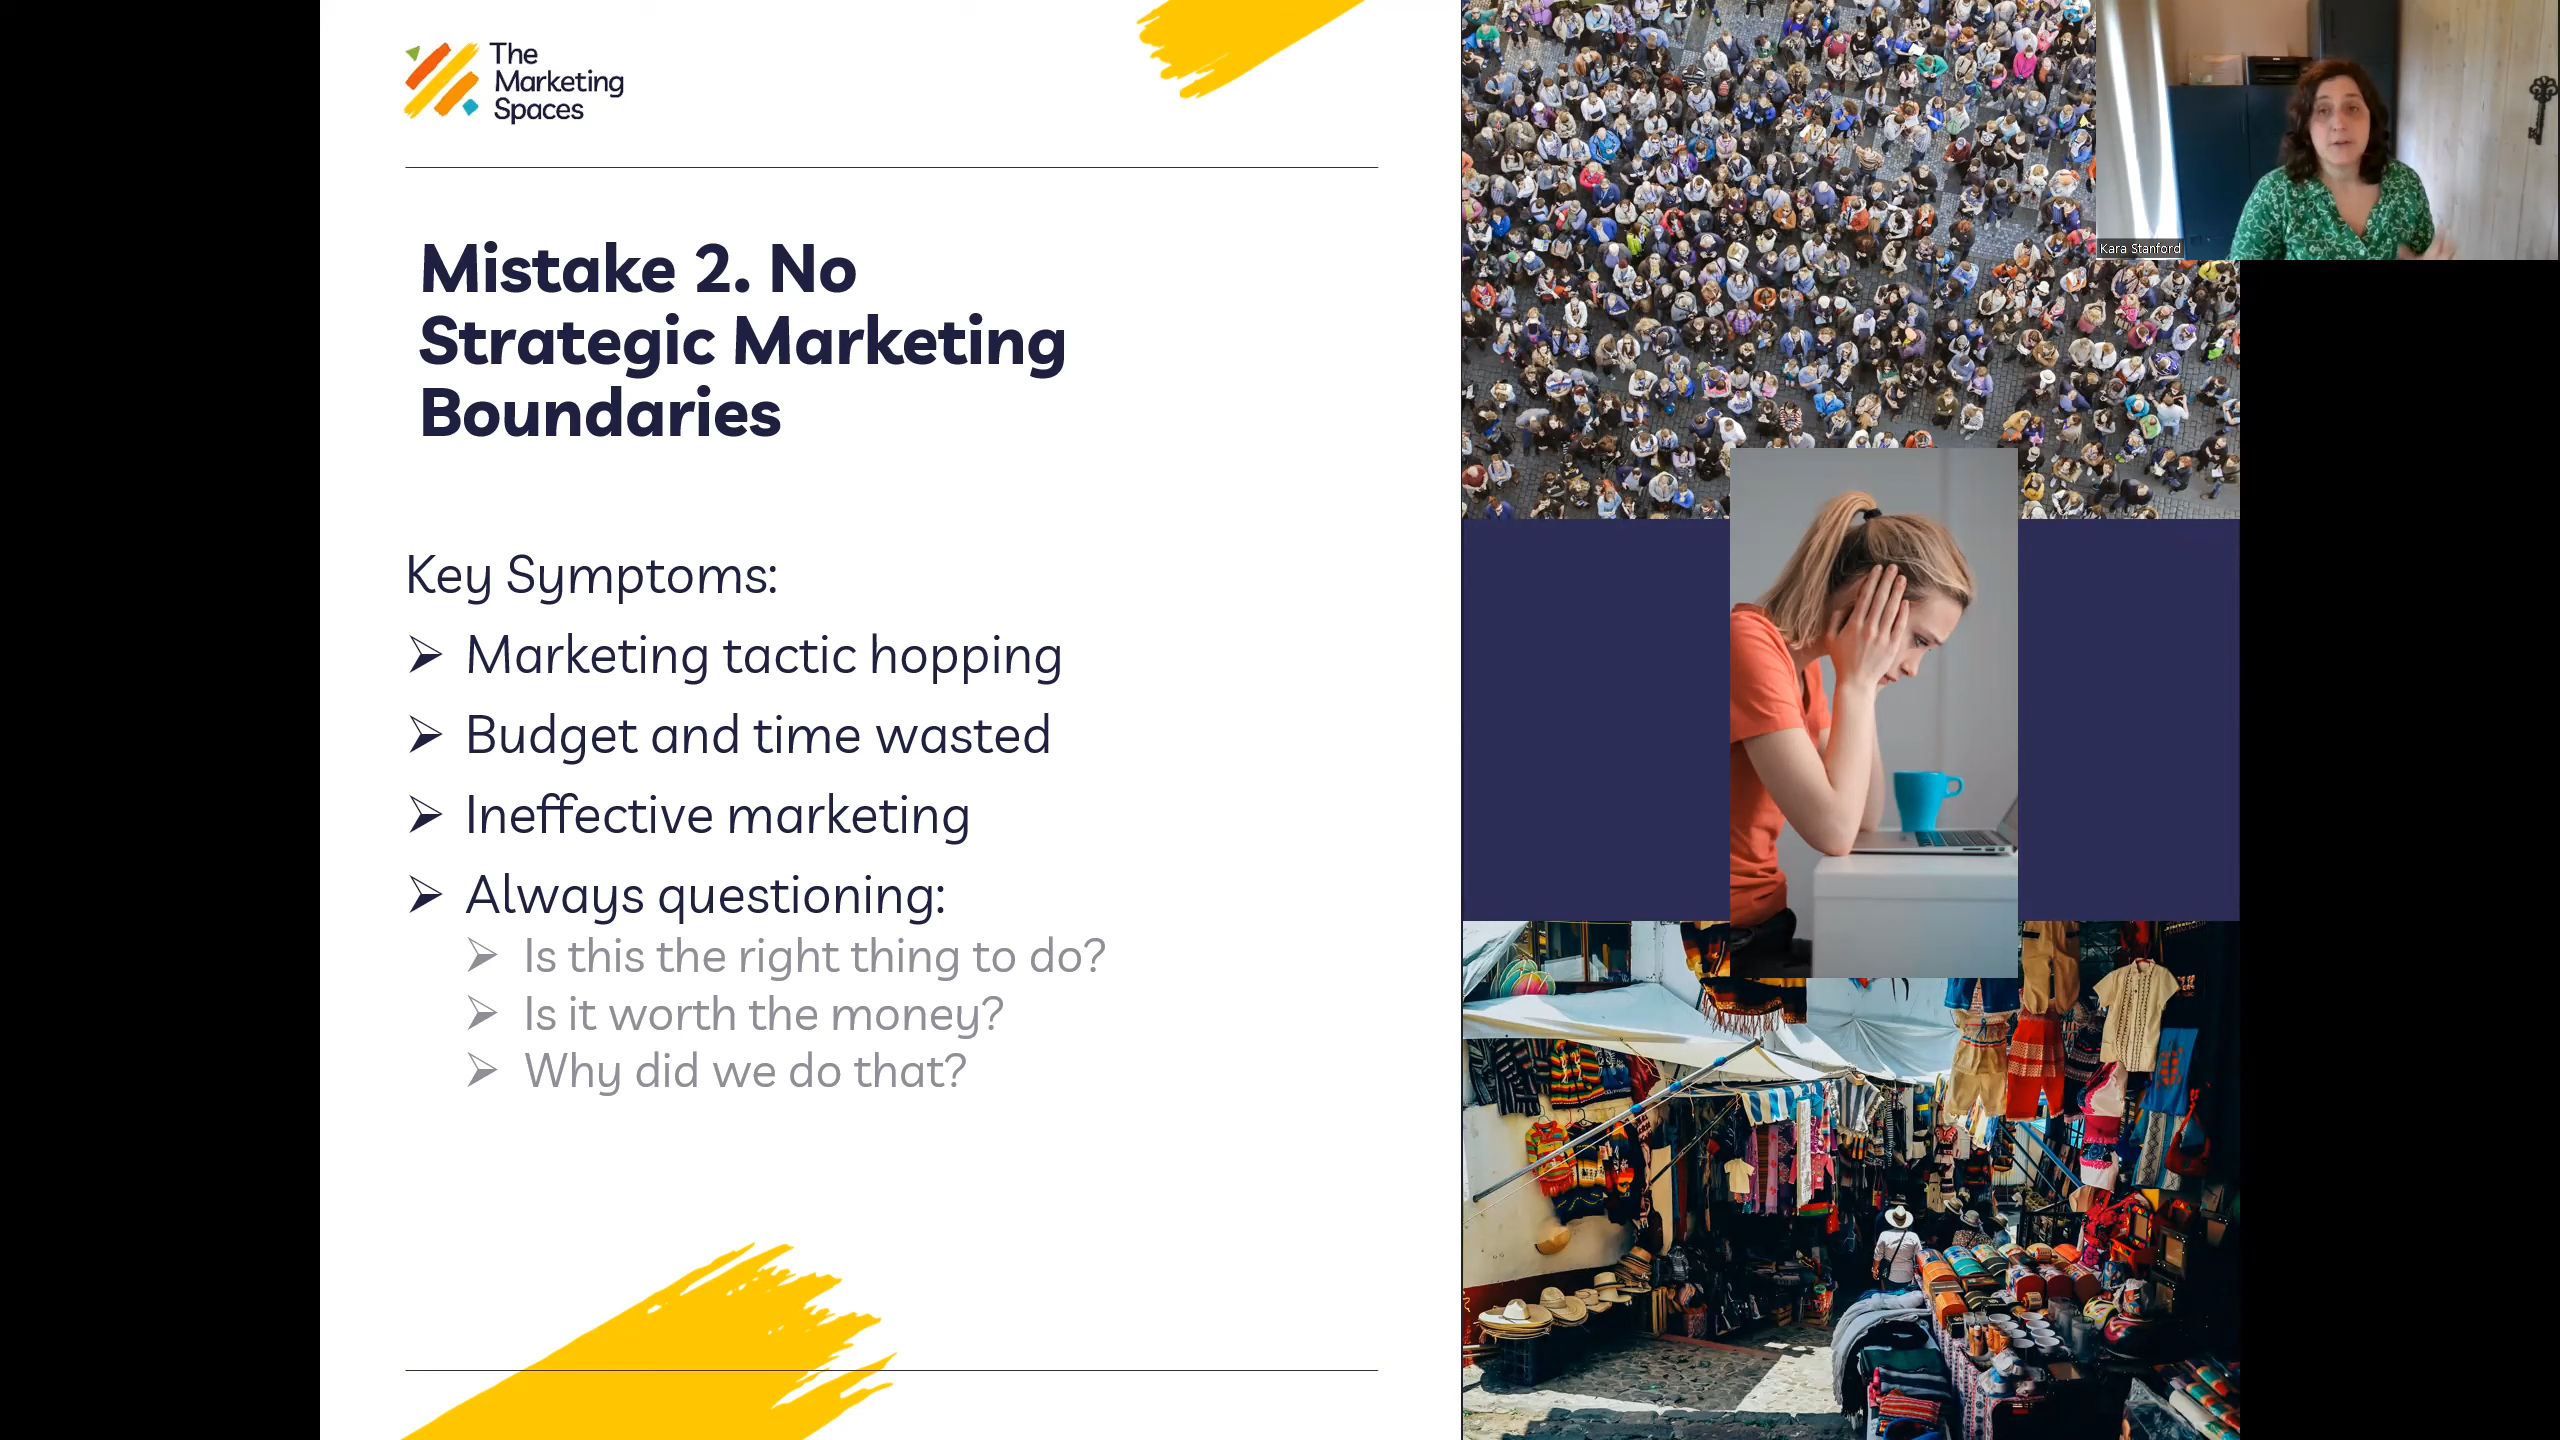 The
Marketing
Spaces
Mistake 2. No
Strategic Marketing
Boundaries
Key Symptoms:
➢ Marketing tactic hopping
➢ Budget and time wasted
➢ Ineffective marketing
➢ Always questioning:
➢ Is this the right thing to do?
➢ Is it worth the money?
➢ Why did we do that?
Kara Stanford